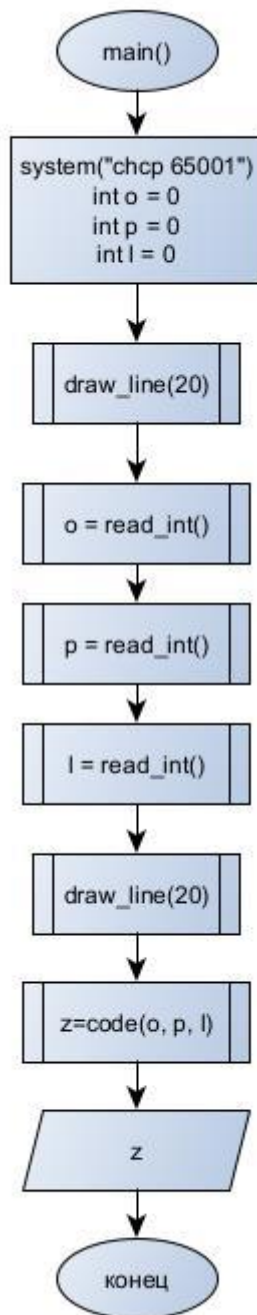 main()
system("chcp 65001")
int o = 0
int p = 0
int l = 0
draw_line(20)
o = read_int()
p = read_int()
l = read_int()
draw_line(20)
z=code(o, p, l)
z
конец